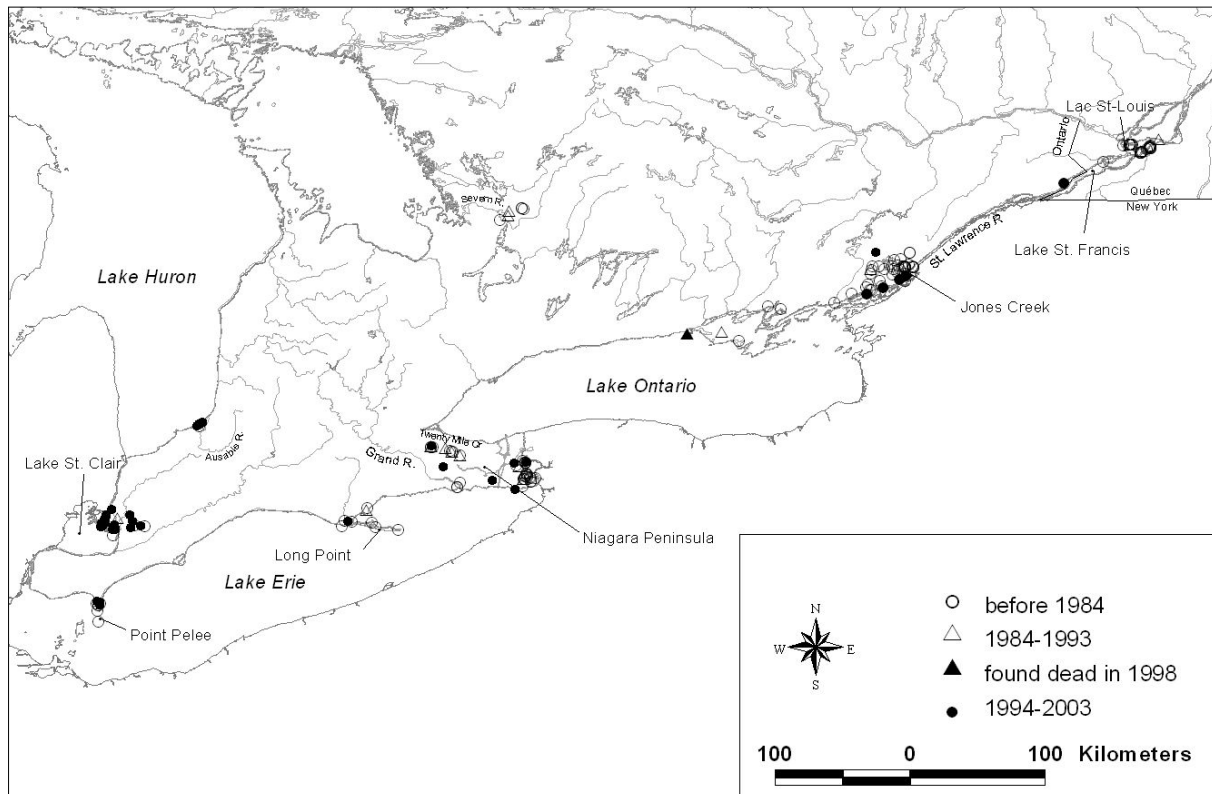 Lac St-Louis
Ontario
Severn R.
Québec
New York
St. Lawrence R.
Lake St. Francis
Lake Huron
Jones Creek
Lake Ontario
Twenty Mile Cr
Ausable R.
Grand R.
Lake St. Clair
Niagara Peninsula
Long Point
Lake Erie
Point Pelee
N
W E
S
before 1984
1984-1993
found dead in 1998
1994-2003
100 0 100 Kilometers